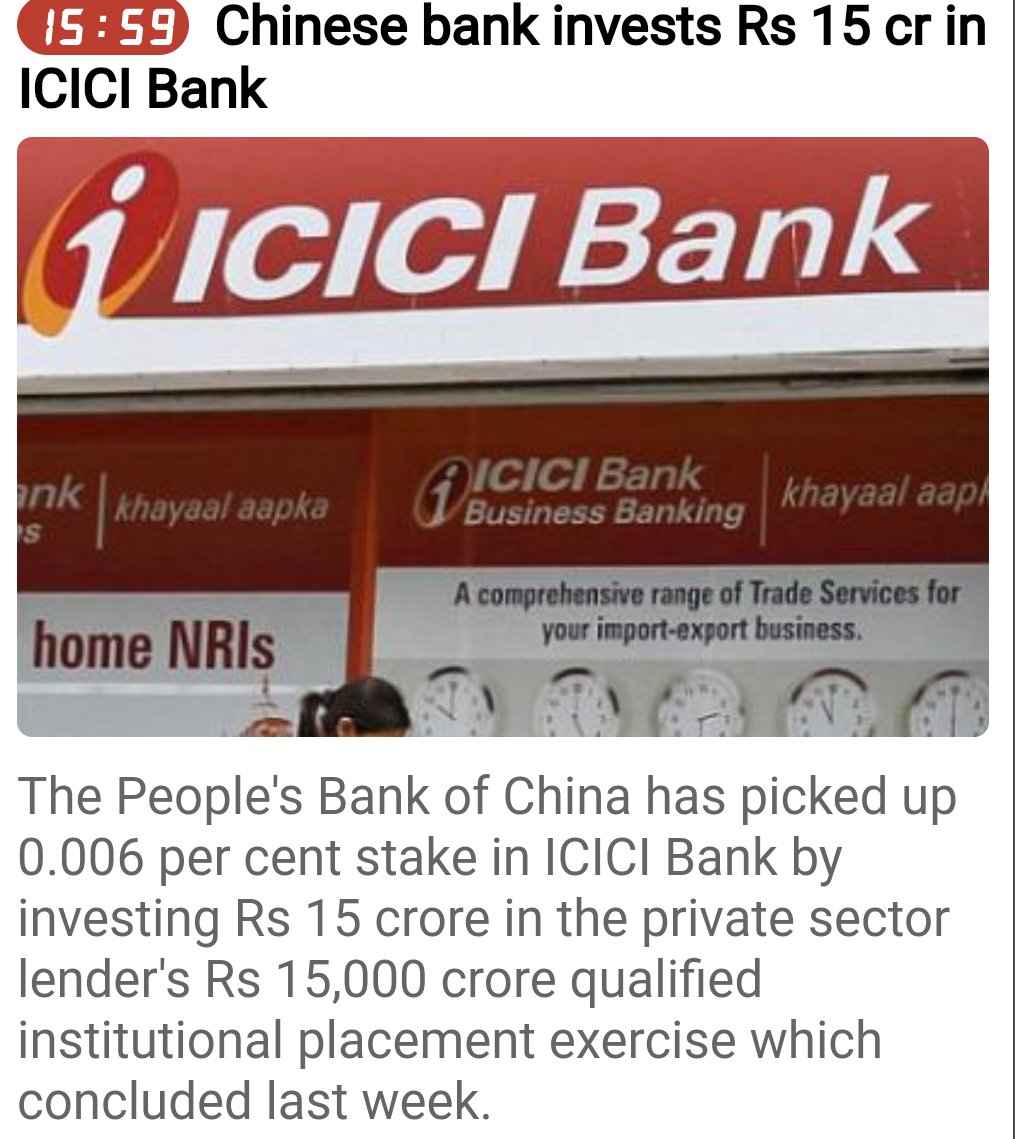 15:59 Chinese bank invests Rs 15 cr in
ICICI Bank
i ICICI Bank
khayaal aapka
i ICICI Bank
Business Banking
khayaal
home NRIs
A comprehensive range of Trade Services for
your import-export business.
The People's Bank of China has picked up
0.006 per cent stake in ICICI Bank by
investing Rs 15 crore in the private sector
lender's Rs 15,000 crore qualified
institutional placement exercise which
concluded last week.